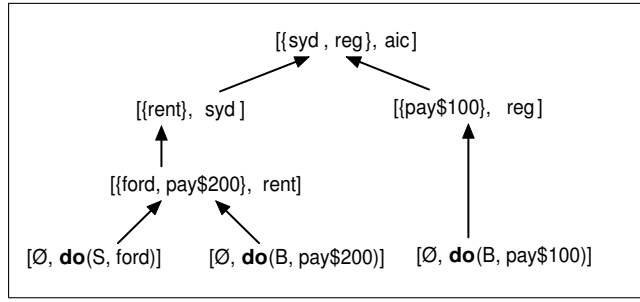 [{syd , reg}, aic]
[{rent}, syd ]
[{pay$100}, reg]
[{ford, pay$200}, rent]
[Ø, do(S, ford)]
[Ø, do(B, pay$200)]
[Ø, do(B, pay$100)]